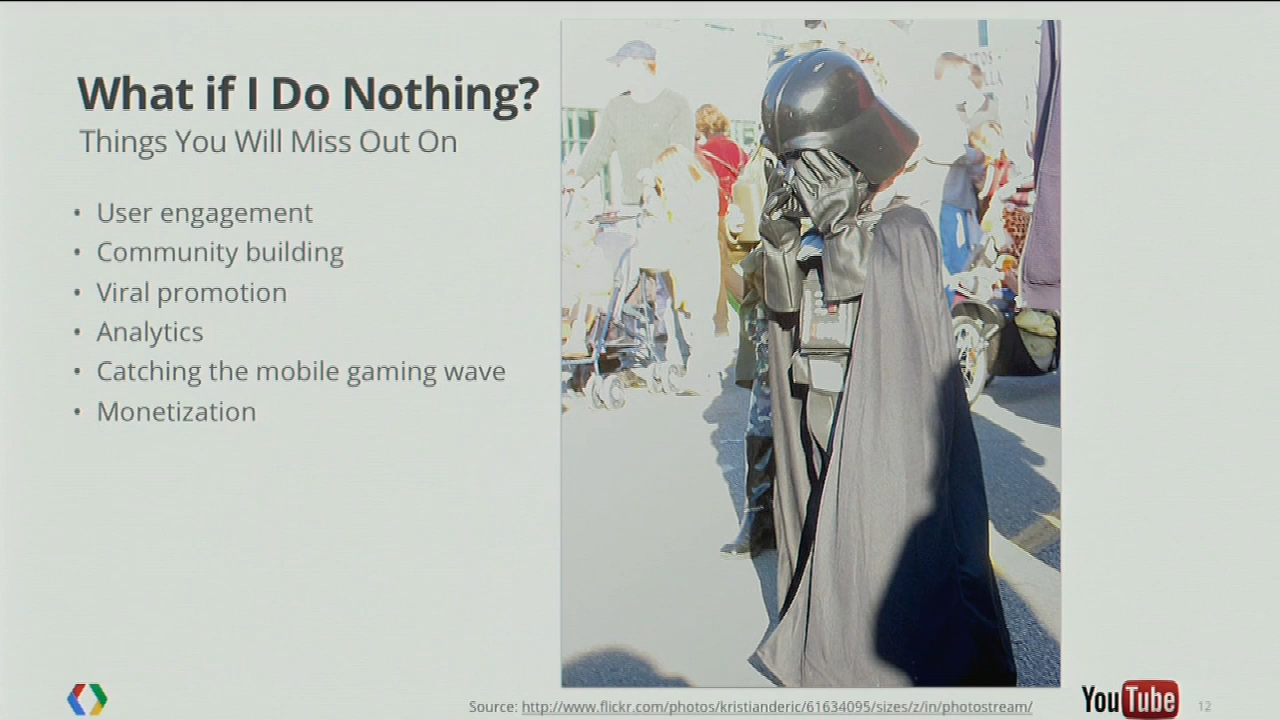 What if I Do Nothing?
Things You Will Miss Out On
• User engagement
• Community building
• Viral promotion
• Analytics
• Catching the mobile gaming wave
• Monetization
Source: http://www.flickr.com/photos/kristianderic/61634095/sizes/z/in/photostream/
YouTube
12